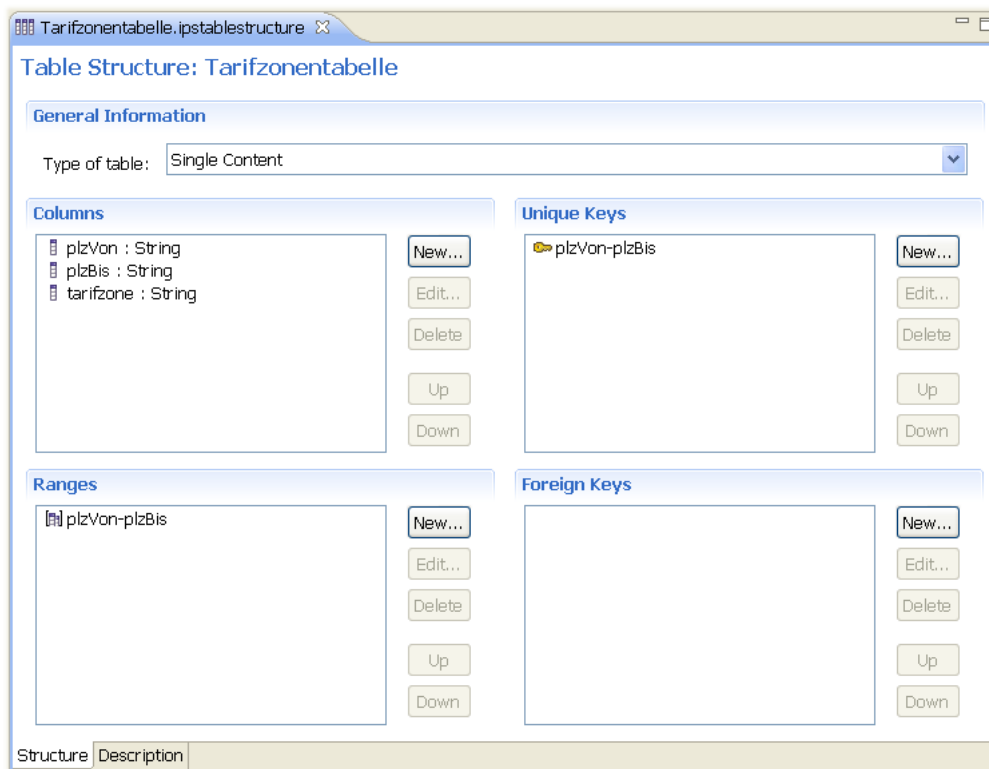 Tarifzonentabelle.ipstablestructure
Table Structure: Tarifzonentabelle
General Information
Type of table: Single Content
Columns
plzVon : String
plzBis : String
tarifzone : String
New...
Edit...
Delete
Up
Down
Unique Keys
plzVon-plzBis
New...
Edit...
Delete
Up
Down
Ranges
plzVon-plzBis
New...
Edit...
Delete
Up
Down
Foreign Keys
New...
Edit...
Delete
Up
Down
Structure Description